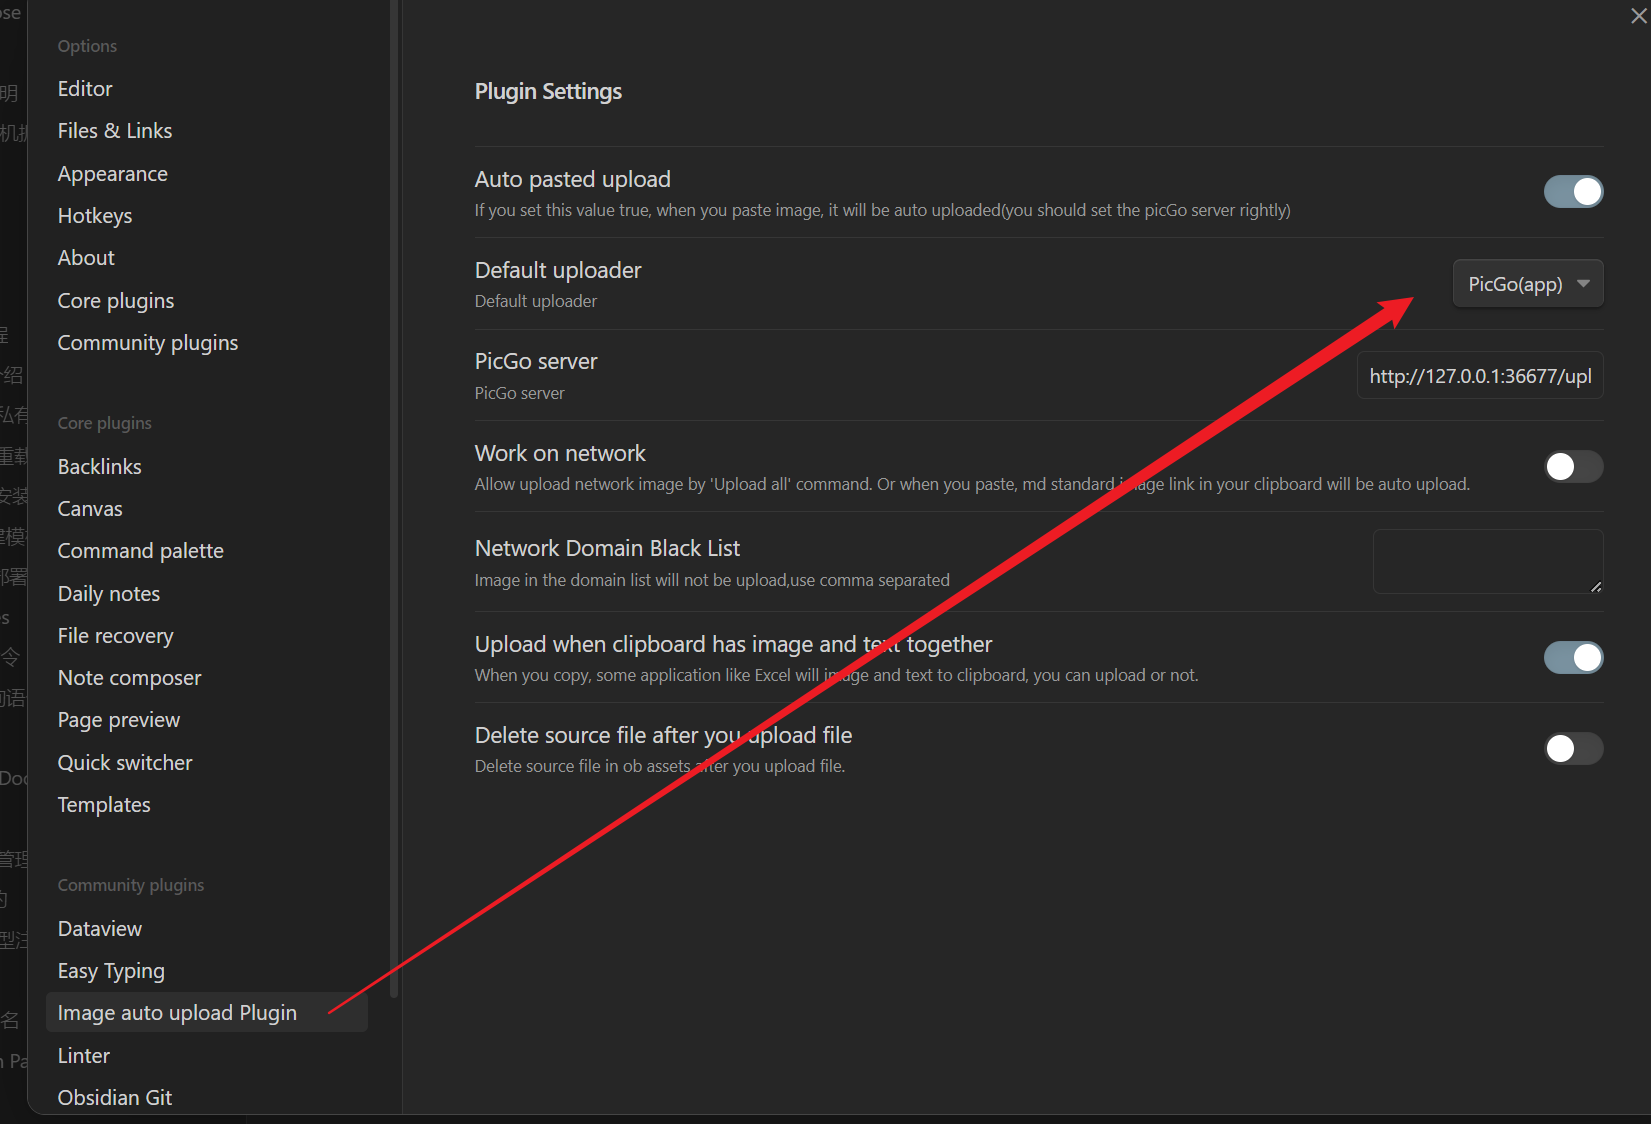 Options
Editor
Files & Links
Appearance
Hotkeys
About
Core plugins
Community plugins
Core plugins
Backlinks
Canvas
Command palette
Daily notes
File recovery
Note composer
Page preview
Quick switcher
Templates
Community plugins
Dataview
Easy Typing
Image auto upload Plugin
Linter
Obsidian Git
Plugin Settings
Auto pasted upload
If you set this value true, when you paste image, it will be auto uploaded(you should set the picGo server rightly)
Default uploader
Default uploader
PicGo(app)
PicGo server
PicGo server
http://127.0.0.1:36677/upl
Work on network
Allow upload network image by 'Upload all' command. Or when you paste, md standard image link in your clipboard will be auto upload.
Network Domain Black List
Image in the domain list will not be upload,use comma separated
Upload when clipboard has image and text together
When you copy, some application like Excel will image and text to clipboard, you can upload or not.
Delete source file after you upload file
Delete source file in ob assets after you upload file.